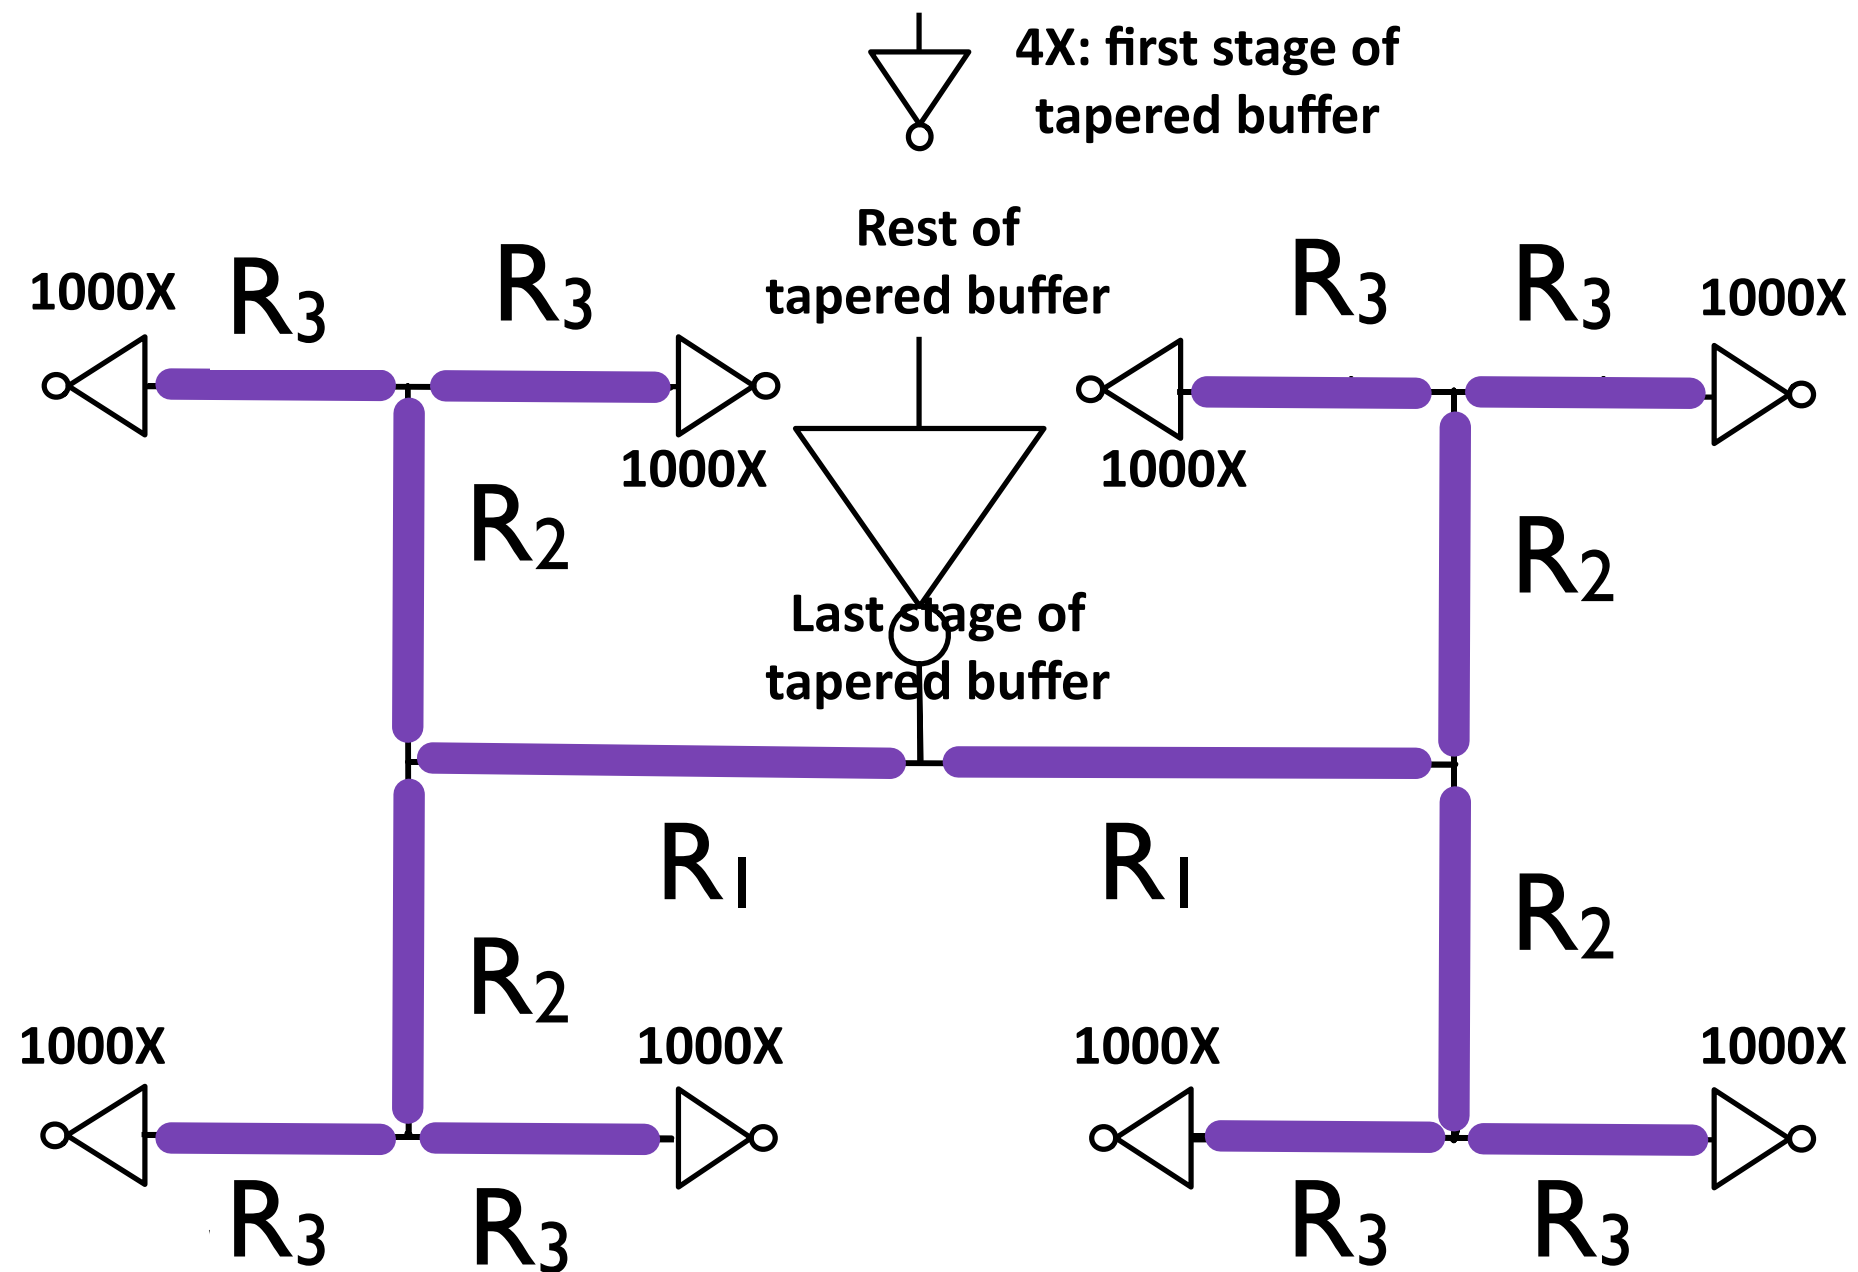 4X: first stage of
tapered buffer
Rest of
tapered buffer
1000X
R3
R3
R3
R3
1000X
1000X
1000X
R2
R2
Last stage of
tapered buffer
R1
R1
R2
R2
1000X
1000X
1000X
1000X
R3
R3
R3
R3